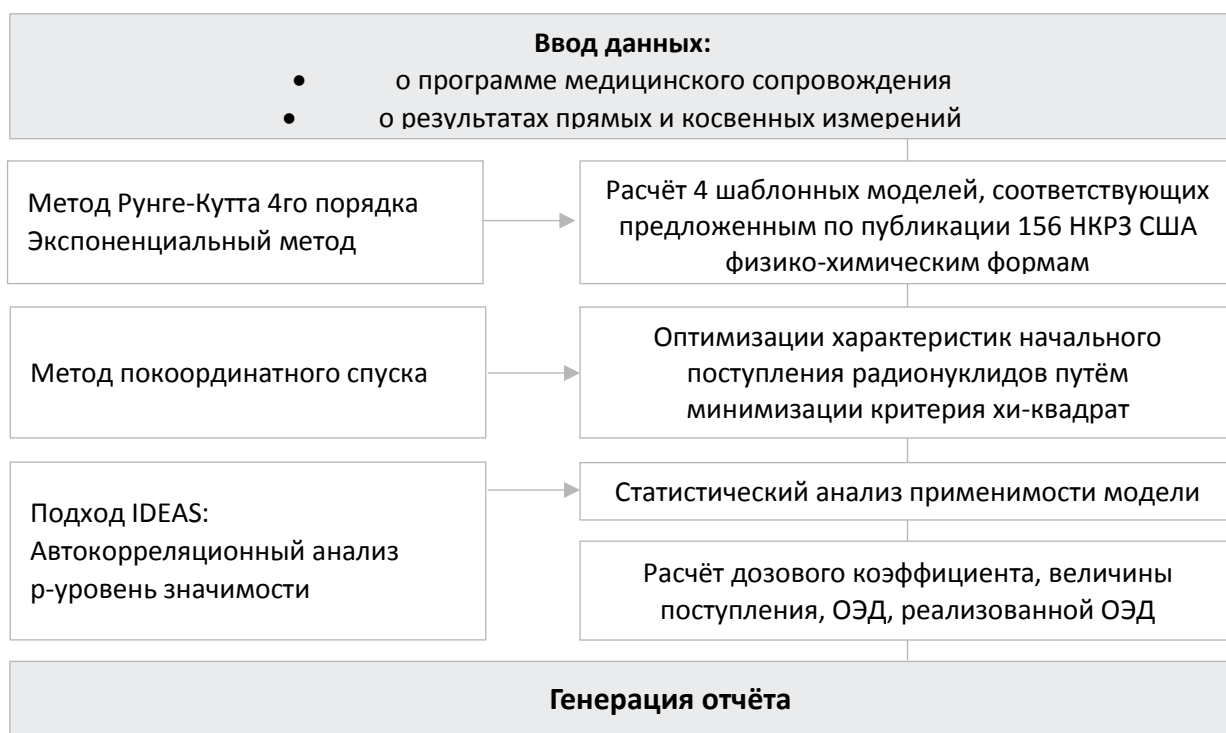 Ввод данных:
• о программе медицинского сопровождения
• о результатах прямых и косвенных измерений
Метод Рунге-Кутта 4го порядка
Экспоненциальный метод
Расчёт 4 шаблонных моделей, соответствующих
предложенным по публикации 156 НКРЗ США
физико-химическим формам
Метод покоординатного спуска
Оптимизации характеристик начального
поступления радионуклидов путём
минимизации критерия хи-квадрат
Подход IDEAS:
Автокорреляционный анализ
р-уровень значимости
Статистический анализ применимости модели
Расчёт дозового коэффициента, величины
поступления, ОЭД, реализованной ОЭД
Генерация отчёта